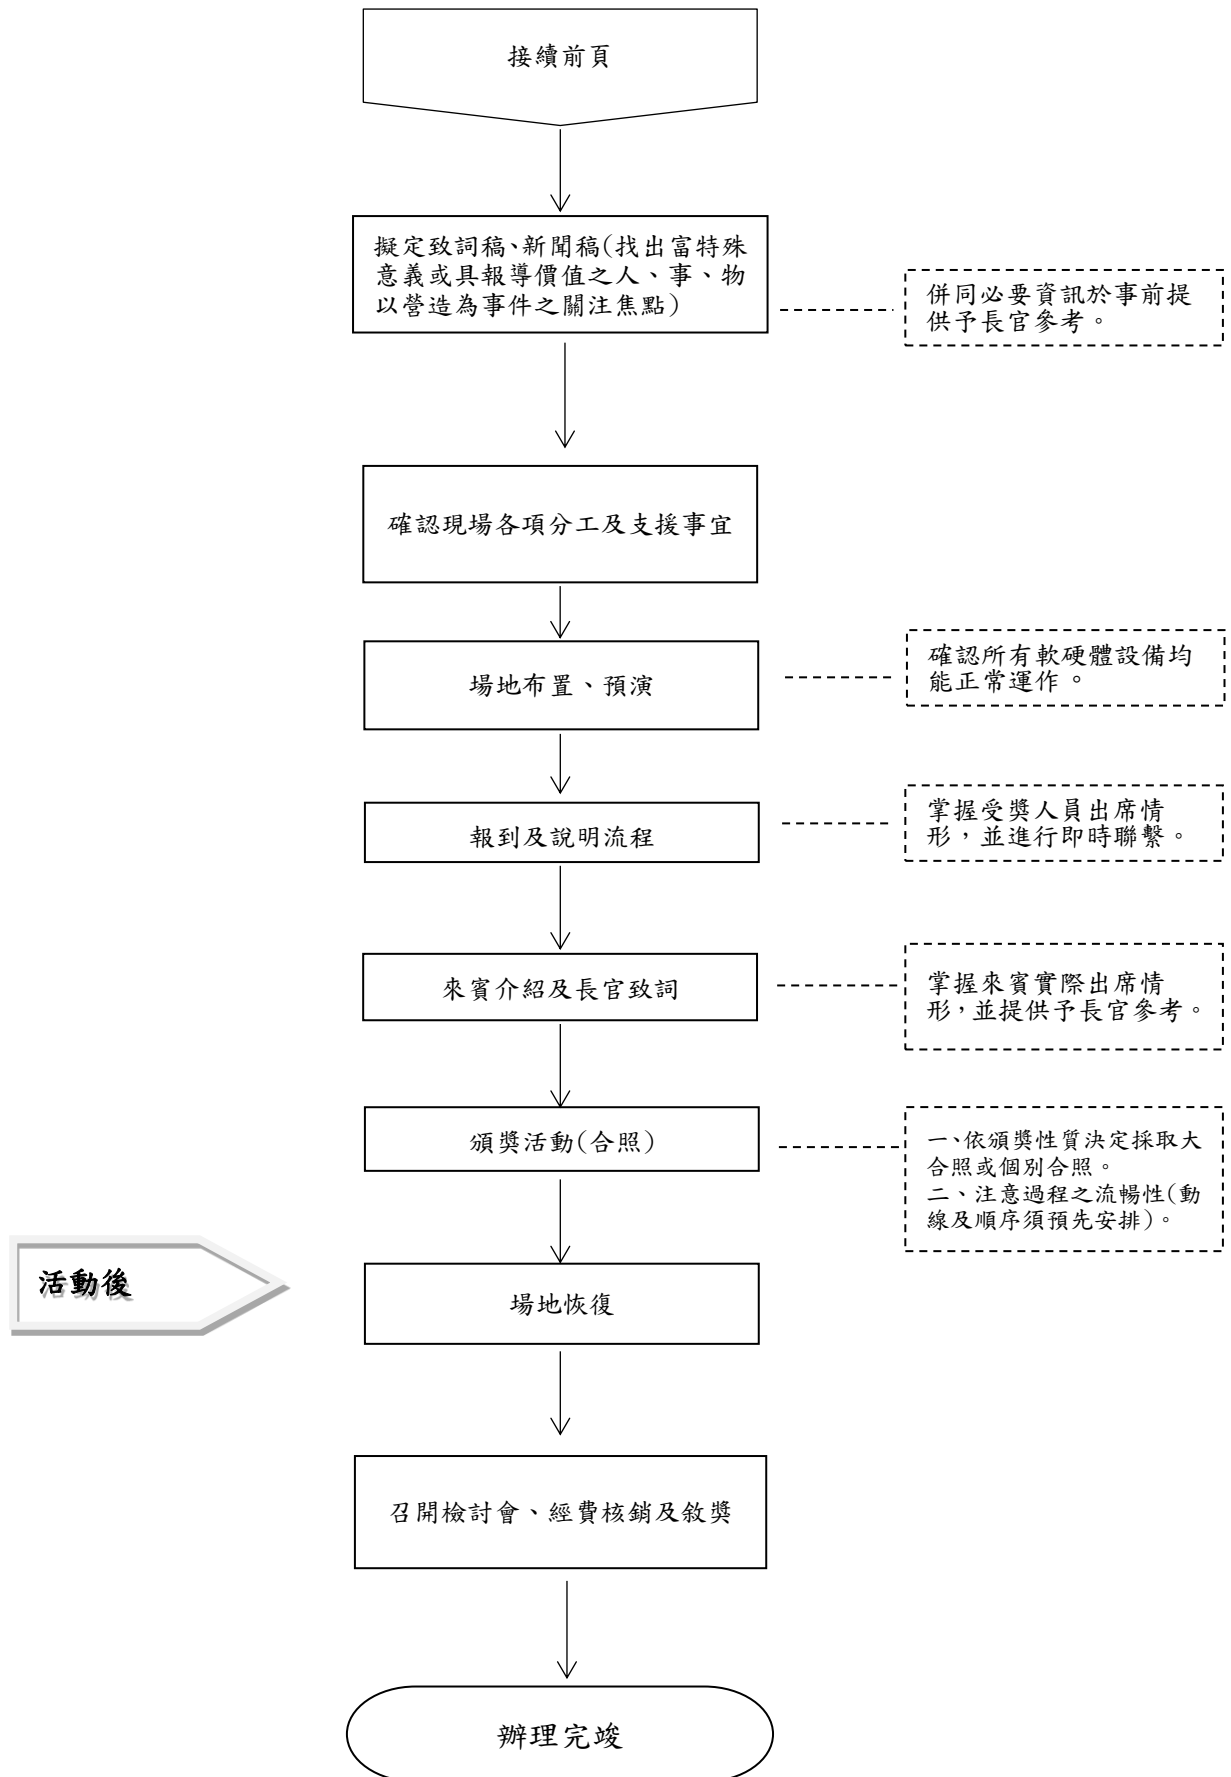 接續前頁
擬定致詞稿、新聞稿(找出富特殊
意義或具報導價值之人、事、物
以營造為事件之關注焦點)
併同必要資訊於事前提
供予長官參考。
確認現場各項分工及支援事宜
場地布置、預演
確認所有軟硬體設備均
能正常運作。
報到及說明流程
掌握受獎人員出席情
形，並進行即時聯繫。
來賓介紹及長官致詞
掌握來賓實際出席情
形，並提供予長官參考。
頒獎活動(合照)
一、依頒獎性質決定採取大
合照或個別合照。
二、注意過程之流暢性(動
線及順序須預先安排)。
活動後
場地恢復
召開檢討會、經費核銷及敘獎
辦理完竣